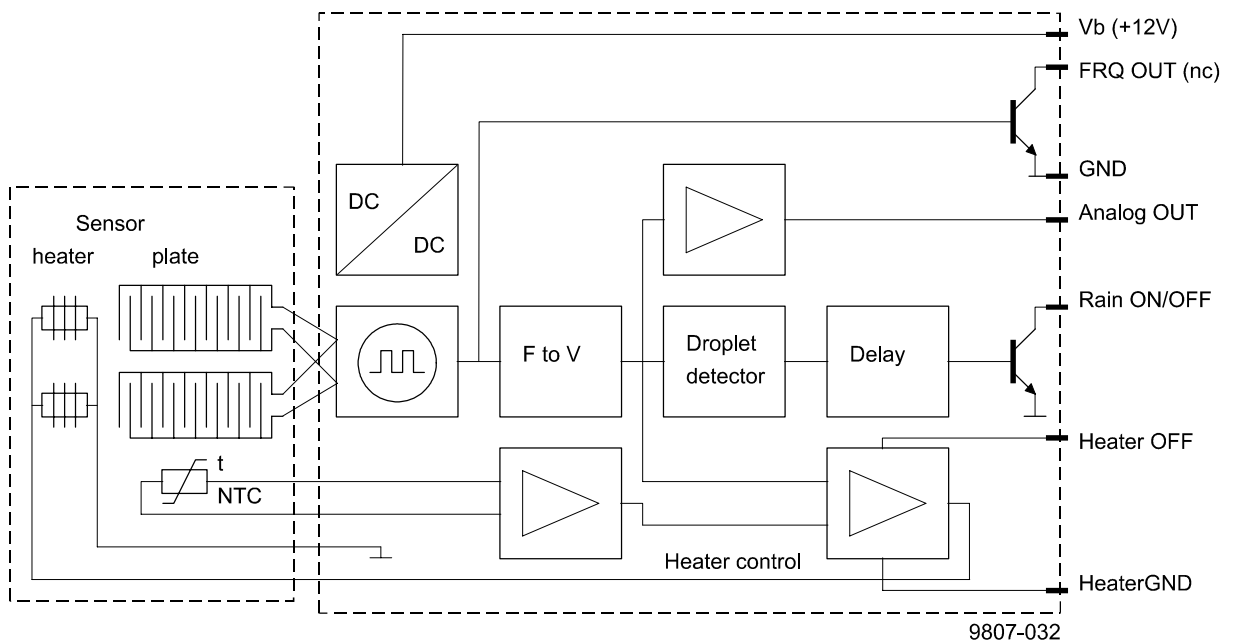 Vb (+12V)
FRQ OUT (nc)
GND
Analog OUT
Rain ON/OFF
Heater OFF
HeaterGND
DC
DC
Sensor
heater
plate
F to V
Droplet
detector
Delay
t
NTC
Heater control
9807-032